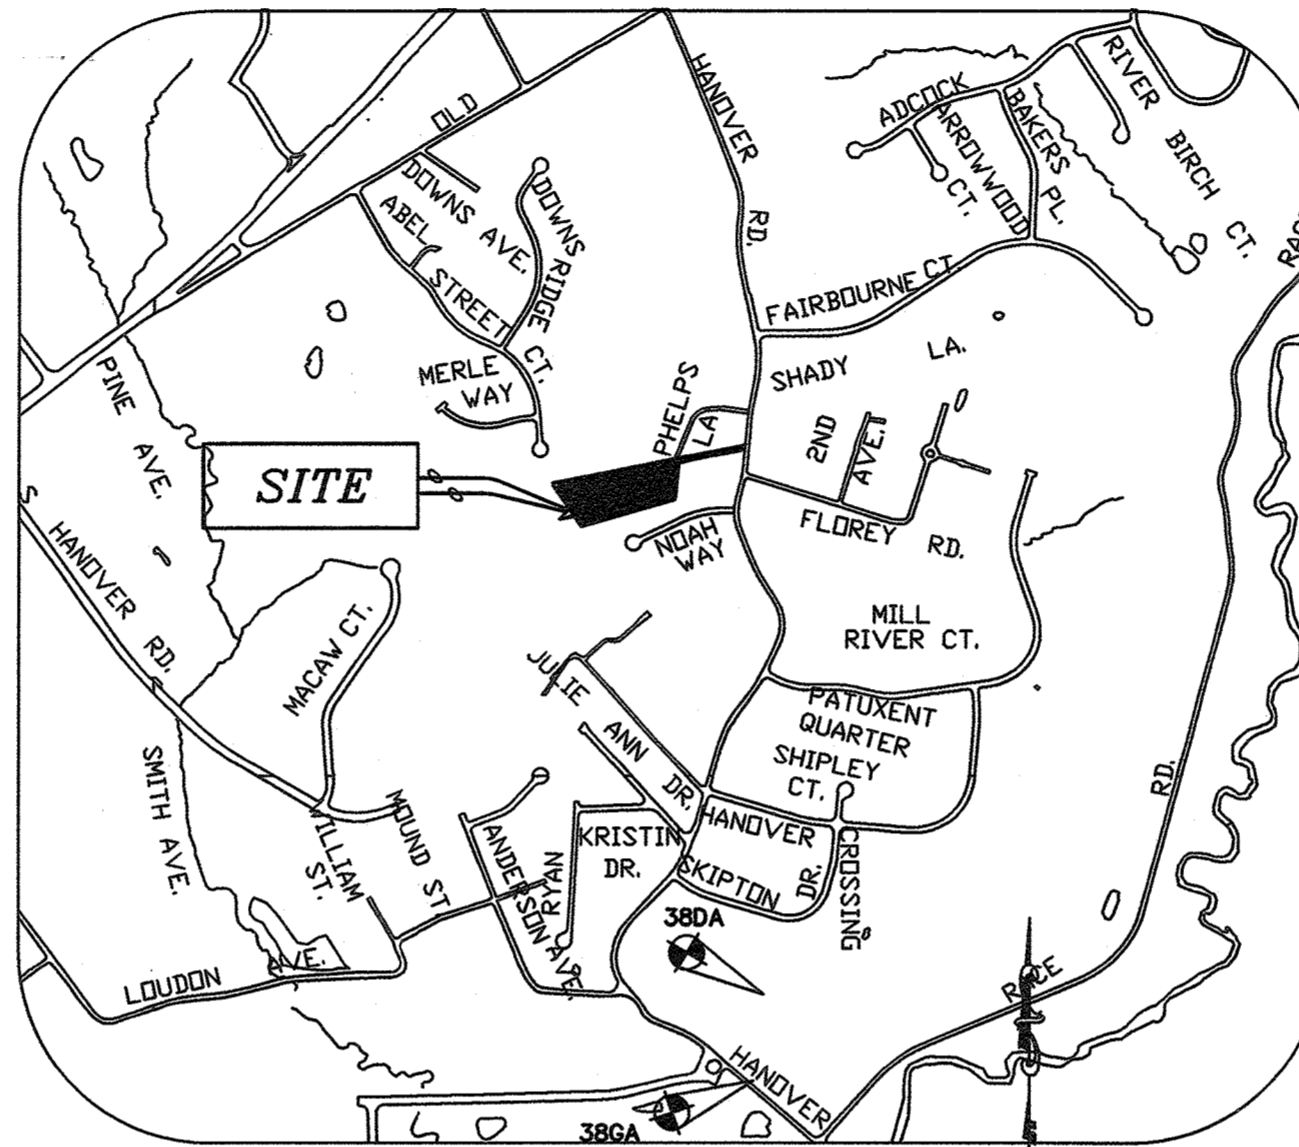 OLD
HANOVER
RD.
ADCOCK
ARROWWOOD
CT.
BAKERS
PL.
RIVER
BIRCH
CT.
DOWNS
AVE.
ABEL
STREET
DOWNS
RIDGE
CT.
MERLE
WAY
FAIRBOURNE CT.
SHADY
LA.
PHELPS
LA
2ND
AVE.
PINE
AVE.
SITE
FLOREY
RD.
NOAH
WAY
S
HANOVER
RD.
MACAW CT.
MILL
RIVER CT.
JULIE
ANN
DR.
PATUXENT
QUARTER
SHIPLEY
CT.
HANOVER
CROSSING
SKIPTON
DR.
KRISTIN
DR.
RYAN
ANDERSON
AVE.
MOUND
ST
WILLIAM
ST.
SMITH AVE.
LOUDON
AVE.
38DA
RD.
RACE
HANOVER
38GA